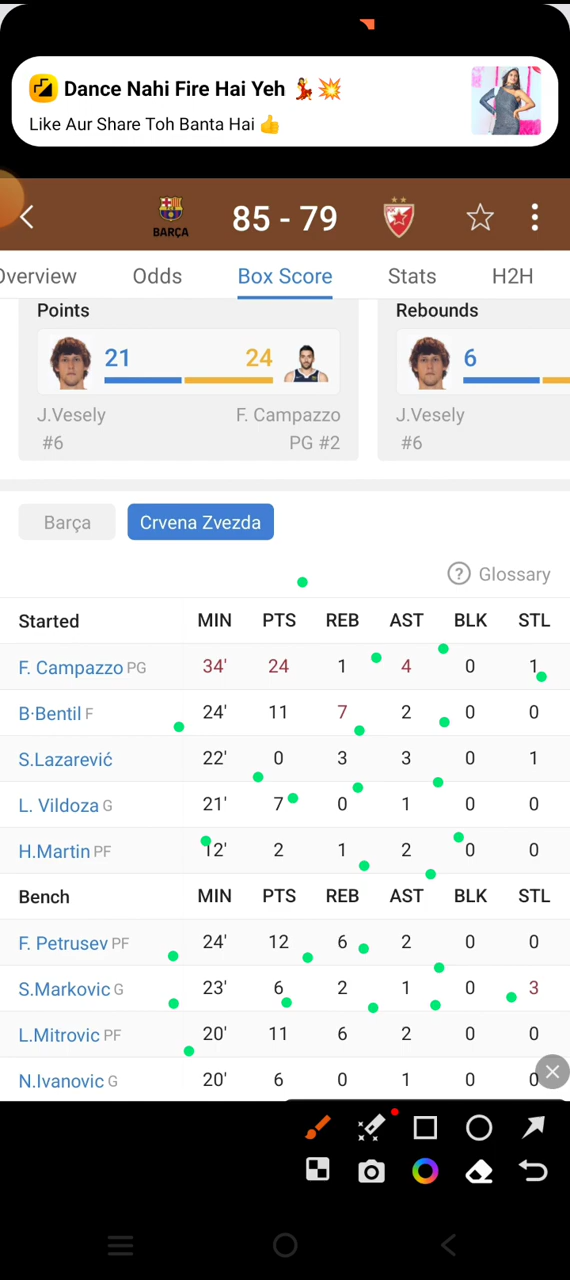 Dance Nahi Fire Hai Yeh 💃💥
Like Aur Share Toh Banta Hai 👍
BARÇA 85 - 79
Overview Odds Box Score Stats H2H
Points Rebounds
21 24 6
J.Vesely F. Campazzo J.Vesely
#6 PG #2 #6
Barça Crvena Zvezda
? Glossary
Started MIN PTS REB AST BLK STL
F. Campazzo PG 34' 24 1 4 0 1
B·Bentil F 24' 11 7 2 0 0
S.Lazarević 22' 0 3 3 0 1
L. Vildoza G 21' 7 0 1 0 0
H.Martin PF 12' 2 1 2 0 0
Bench MIN PTS REB AST BLK STL
F. Petrusev PF 24' 12 6 2 0 0
S.Markovic G 23' 6 2 1 0 3
L.Mitrovic PF 20' 11 6 2 0 0
N.Ivanovic G 20' 6 0 1 0 0